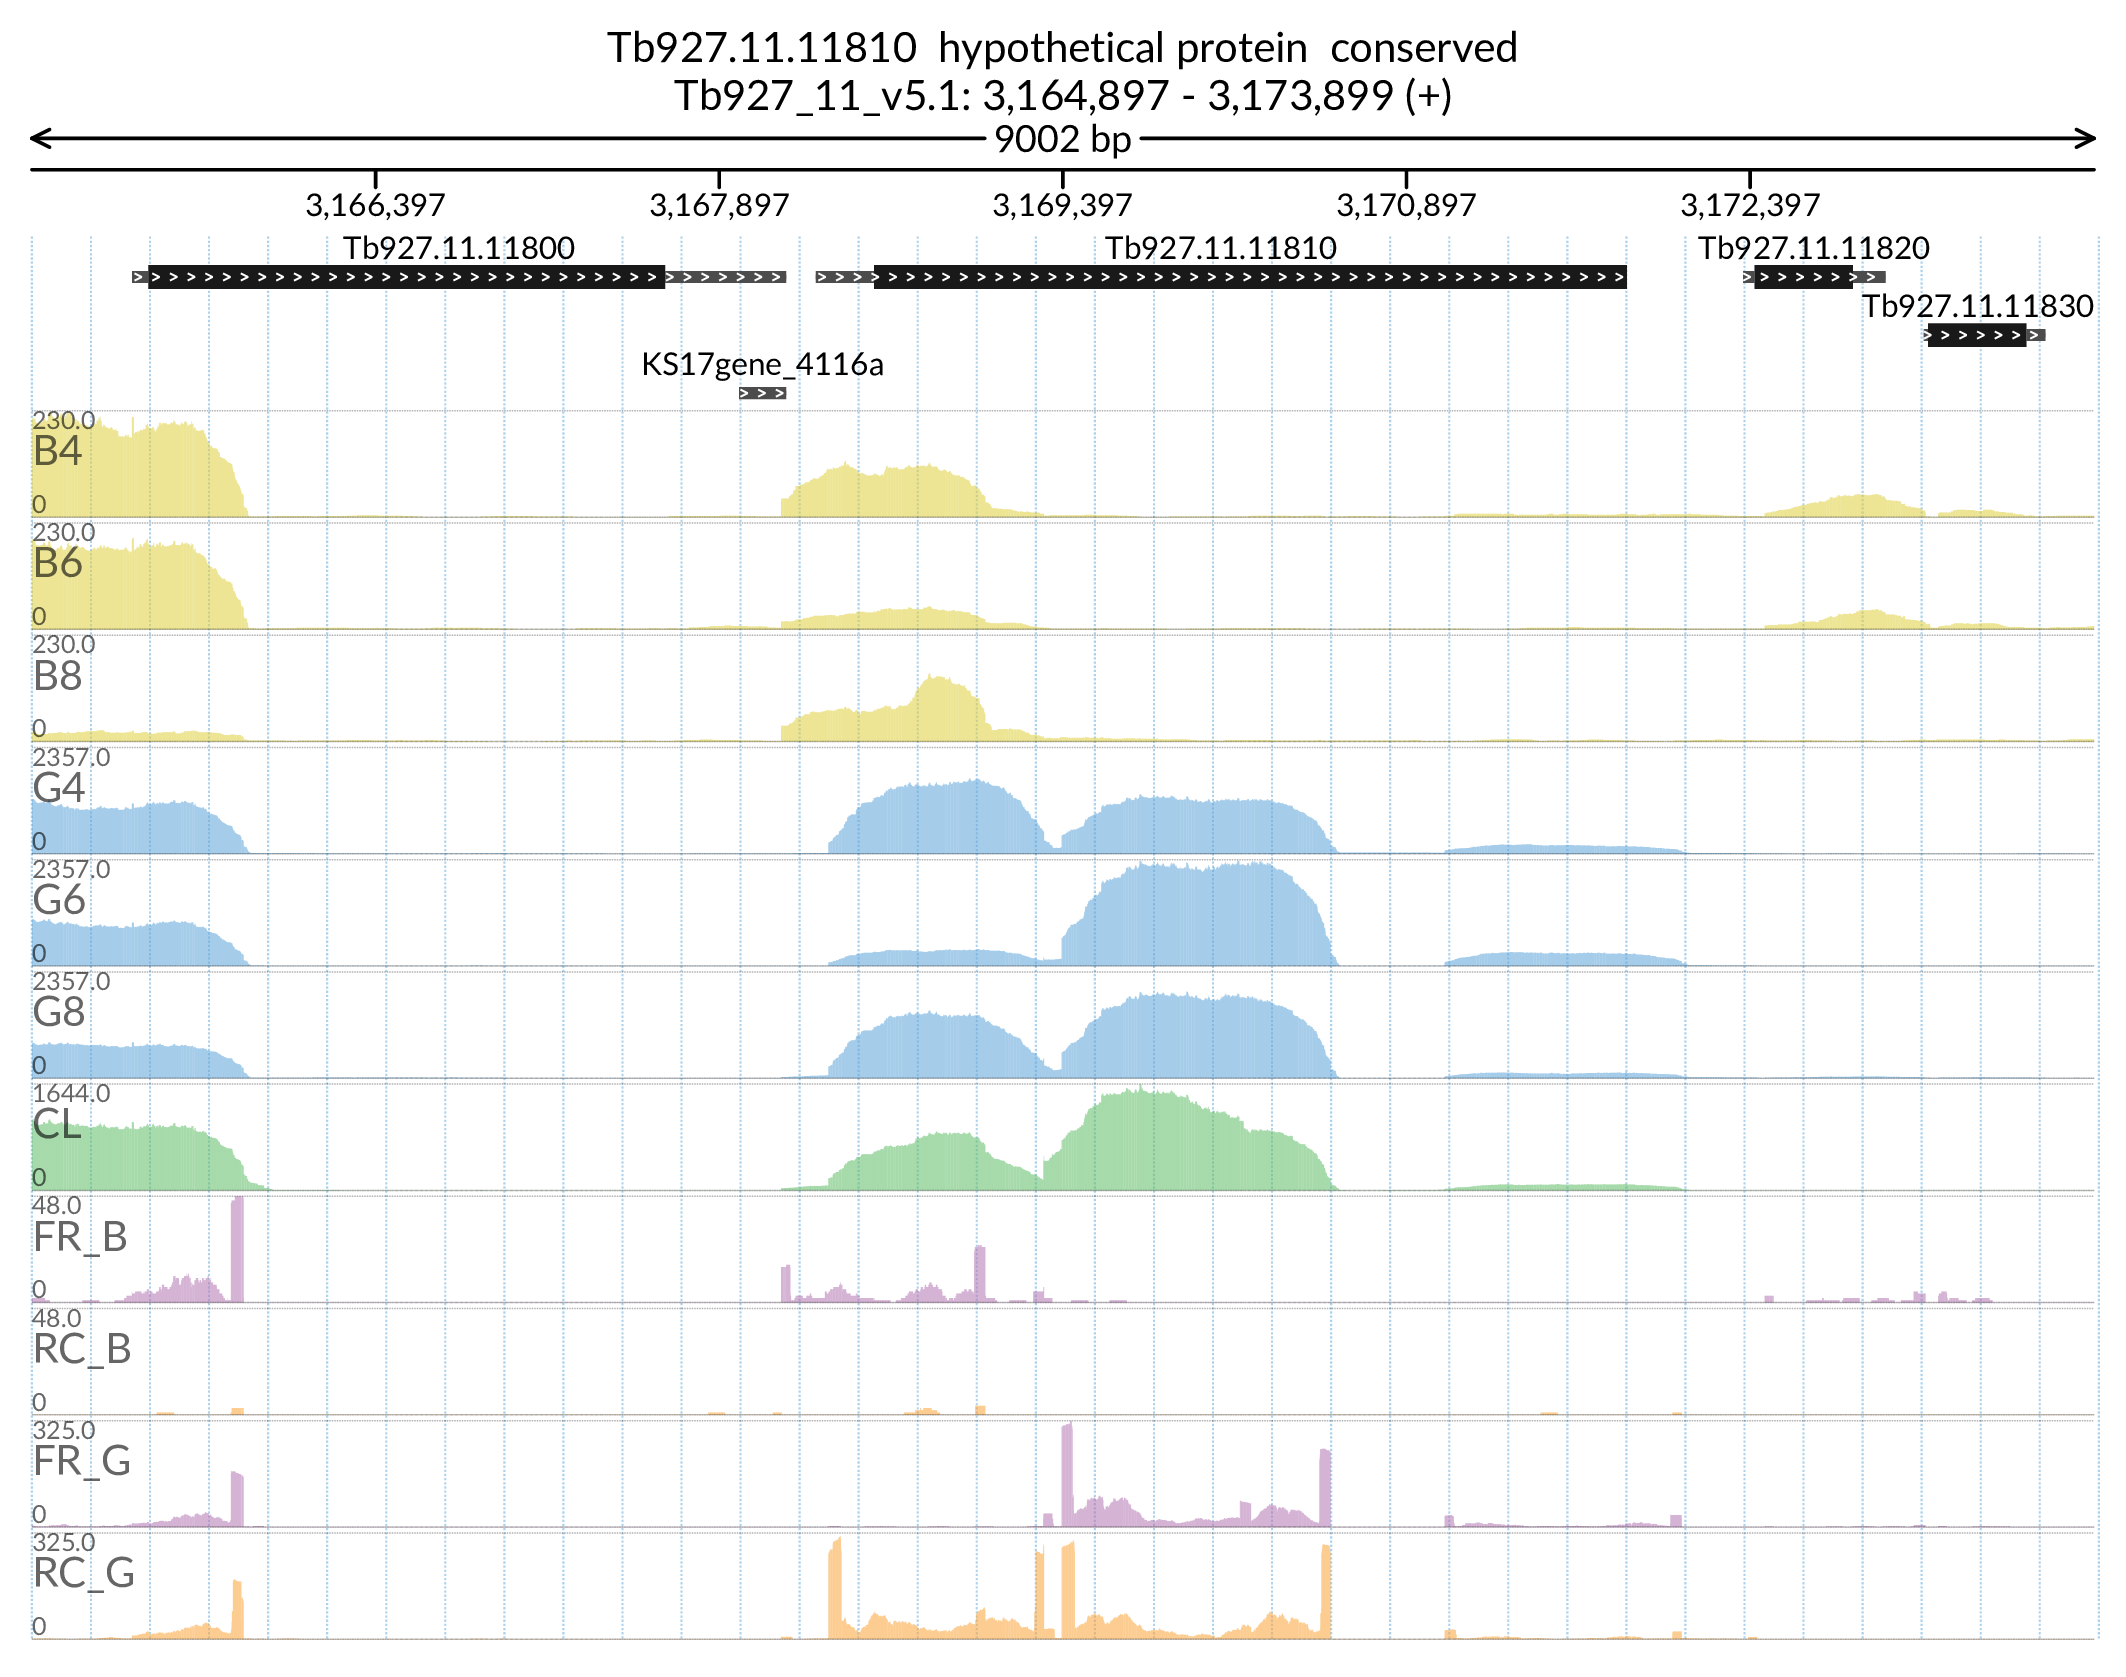 Tb927.11.11810  hypothetical protein  conserved
Tb927_11_v5.1: 3,164,897 - 3,173,899 (+)
9002 bp
3,166,397 3,167,897 3,169,397 3,170,897 3,172,397
Tb927.11.11800 Tb927.11.11810 Tb927.11.11820
Tb927.11.11830
KS17gene_4116a
230.0
B4
0
230.0
B6
0
230.0
B8
0
2357.0
G4
0
2357.0
G6
0
2357.0
G8
0
1644.0
CL
0
48.0
FR_B
0
48.0
RC_B
0
325.0
FR_G
0
325.0
RC_G
0